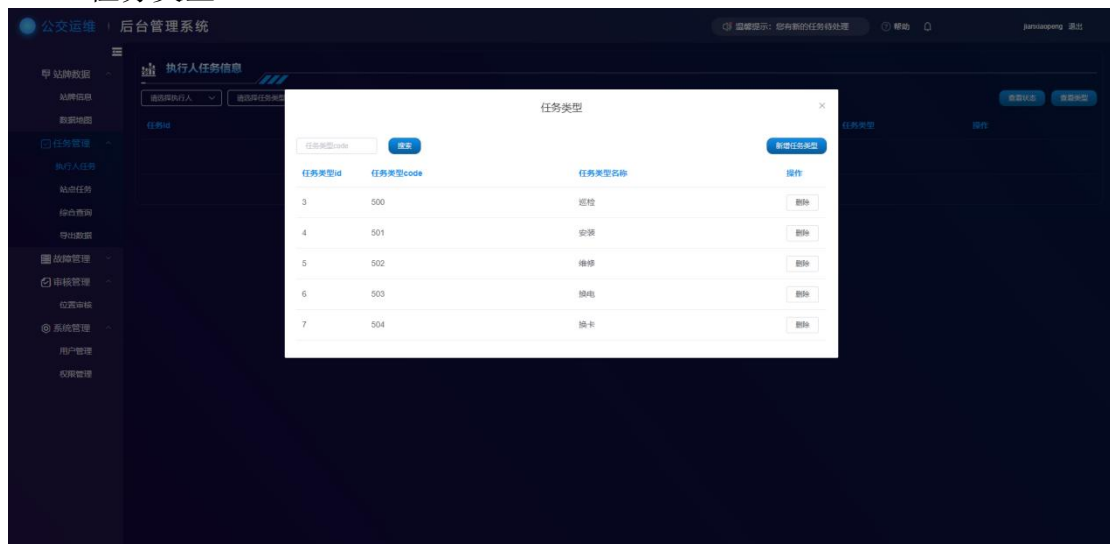 公交运维 后台管理系统 温馨提示：您有新的任务待处理 帮助 jianxiaopeng 退出
站牌数据
站牌信息
数据地图
任务管理
执行人任务
站点任务
综合查询
导出数据
故障管理
审核管理
位置审核
系统管理
用户管理
权限管理
执行人任务信息
请选择执行人 请选择任务类型 查看状态 查看类型
任务id 任务类型 操作
任务类型 ×
任务类型code 搜索 新增任务类型
任务类型id 任务类型code 任务类型名称 操作
3 500 巡检 删除
4 501 安装 删除
5 502 维修 删除
6 503 换电 删除
7 504 换卡 删除